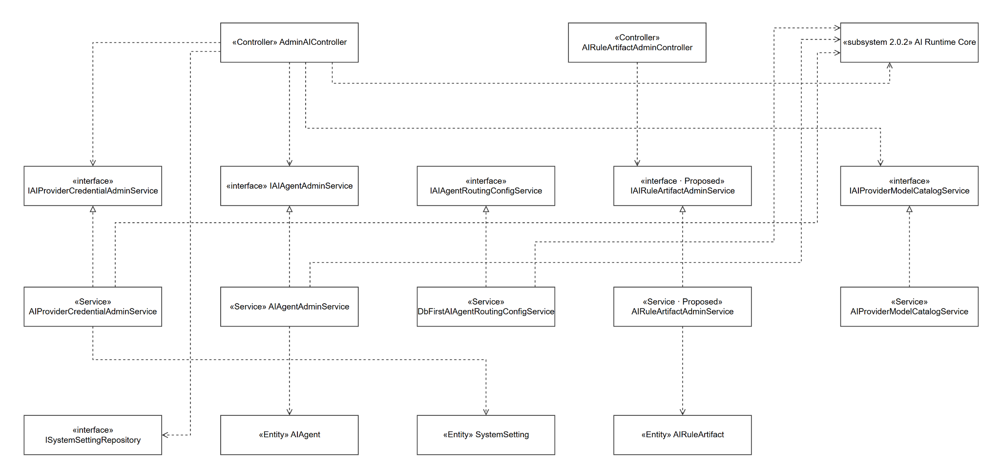 «Controller» AdminAIController
«Controller»
AIRuleArtifactAdminController
«subsystem 2.0.2» AI Runtime Core
«interface»
IAIProviderCredentialAdminService
«interface» IAIAgentAdminService
«interface»
IAIAgentRoutingConfigService
«interface · Proposed»
IAIRuleArtifactAdminService
«interface»
IAIProviderModelCatalogService
«Service»
AIProviderCredentialAdminService
«Service» AIAgentAdminService
«Service»
DbFirstAIAgentRoutingConfigService
«Service · Proposed»
AIRuleArtifactAdminService
«Service»
AIProviderModelCatalogService
«interface»
ISystemSettingRepository
«Entity» AIAgent
«Entity» SystemSetting
«Entity» AIRuleArtifact